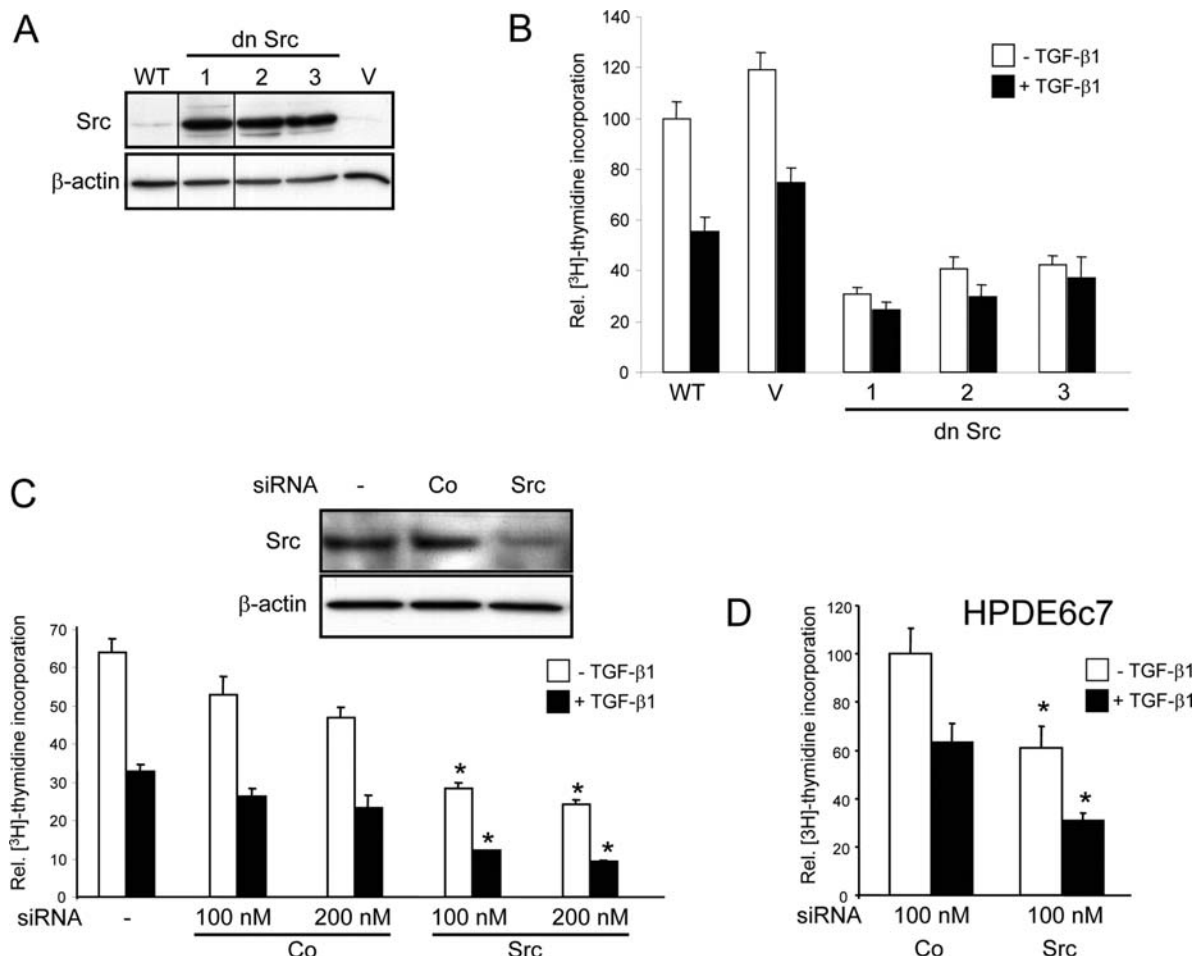 A
dn Src
WT 1 2 3 V
Src
β-actin
B
Rel. [³H]-thymidine incorporation
140
120
100
80
60
40
20
0
- TGF-β1
+ TGF-β1
WT V 1 2 3
dn Src
C
siRNA - Co Src
Src
β-actin
Rel. [³H]-thymidine incorporation
70
60
50
40
30
20
10
0
- TGF-β1
+ TGF-β1
* * * *
siRNA - 100 nM 200 nM 100 nM 200 nM
Co Src
D
HPDE6c7
Rel. [3H]-thymidine incorporation
120
100
80
60
40
20
0
- TGF-β1
+ TGF-β1
* *
siRNA 100 nM 100 nM
Co Src